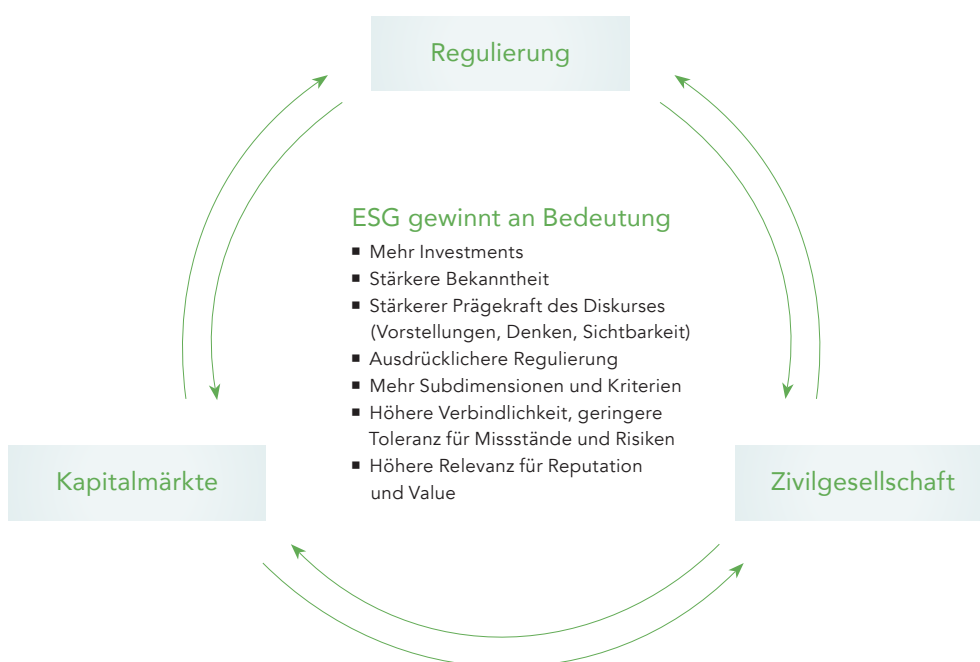 Regulierung
ESG gewinnt an Bedeutung
▪ Mehr Investments
▪ Stärkere Bekanntheit
▪ Stärkerer Prägekraft des Diskurses
(Vorstellungen, Denken, Sichtbarkeit)
▪ Ausdrücklichere Regulierung
▪ Mehr Subdimensionen und Kriterien
▪ Höhere Verbindlichkeit, geringere
Toleranz für Missstände und Risiken
▪ Höhere Relevanz für Reputation
und Value
Kapitalmärkte
Zivilgesellschaft